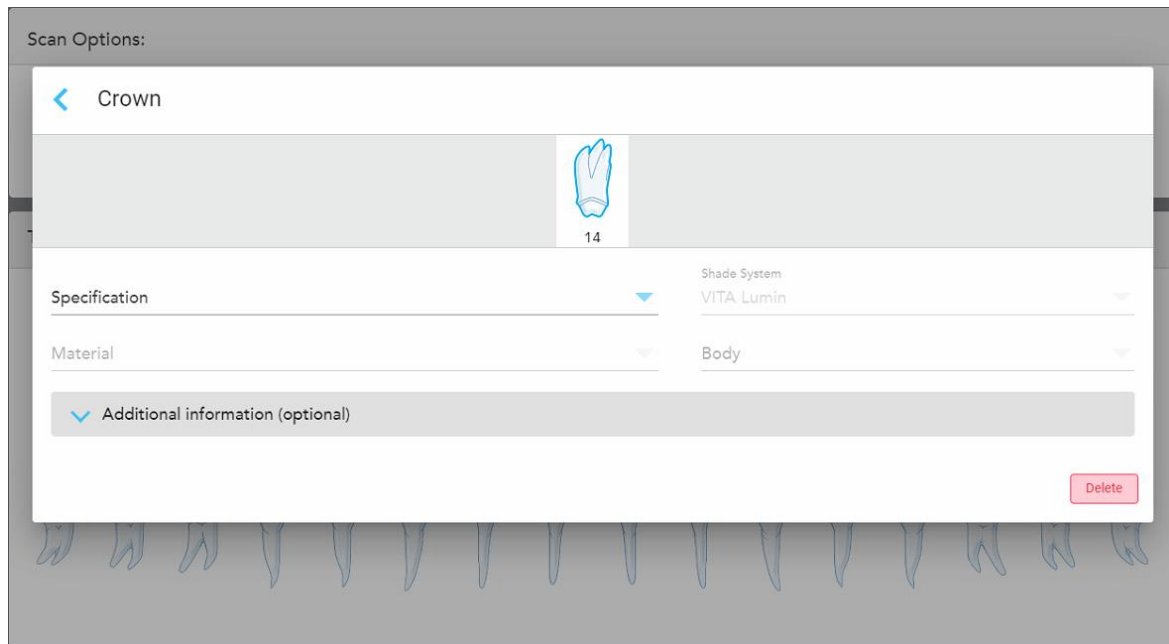 Scan Options:
Crown
14
Specification
Shade System
VITA Lumin
Material
Body
Additional information (optional)
Delete